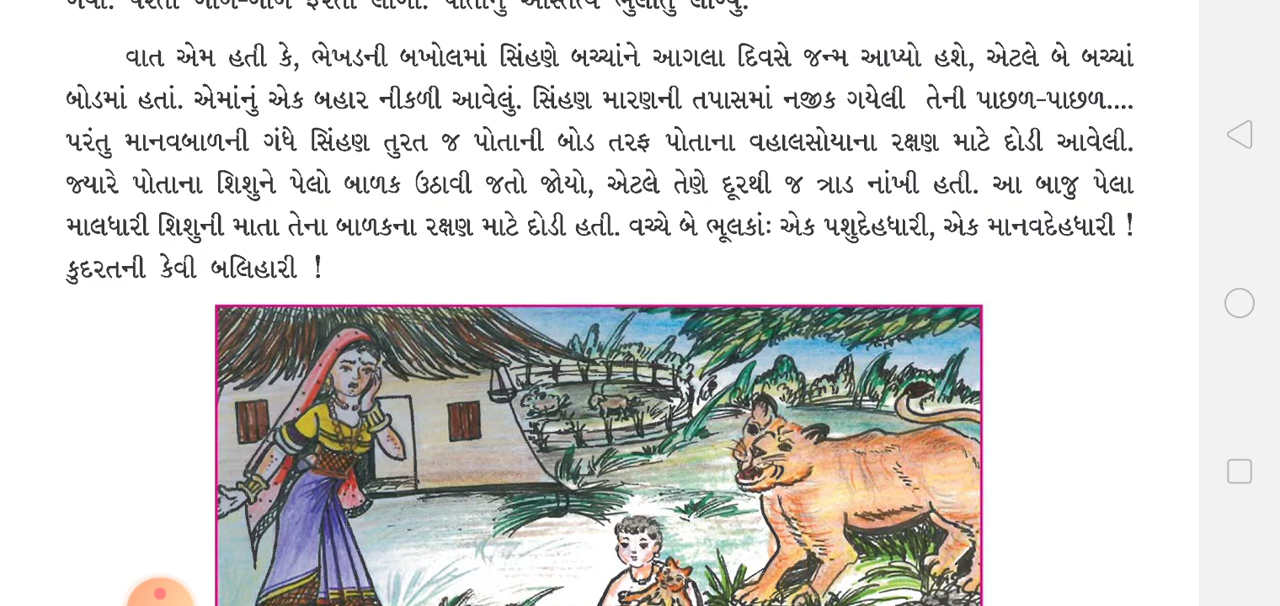 વાત એમ હતી કે, ભેખડની બખોલમાં સિંહણે બચ્ચાંને આગલા દિવસે જન્મ આપ્યો હશે, એટલે બે બચ્ચાં
બોડમાં હતાં. એમાંનું એક બહાર નીકળી આવેલું. સિંહણ મારણની તપાસમાં નજીક ગયેલી તેની પાછળ-પાછળ....
પરંતુ માનવબાળની ગંધે સિંહણ તુરત જ પોતાની બોડ તરફ પોતાના વહાલસોયાના રક્ષણ માટે દોડી આવેલી.
જ્યારે પોતાના શિશુને પેલો બાળક ઉઠાવી જતો જોયો, એટલે તેણે દૂરથી જ ત્રાડ નાંખી હતી. આ બાજુ પેલા
માલધારી શિશુની માતા તેના બાળકના રક્ષણ માટે દોડી હતી. વચ્ચે બે ભૂલકાંઃ એક પશુદેહધારી, એક માનવદેહધારી !
કુદરતની કેવી બલિહારી !